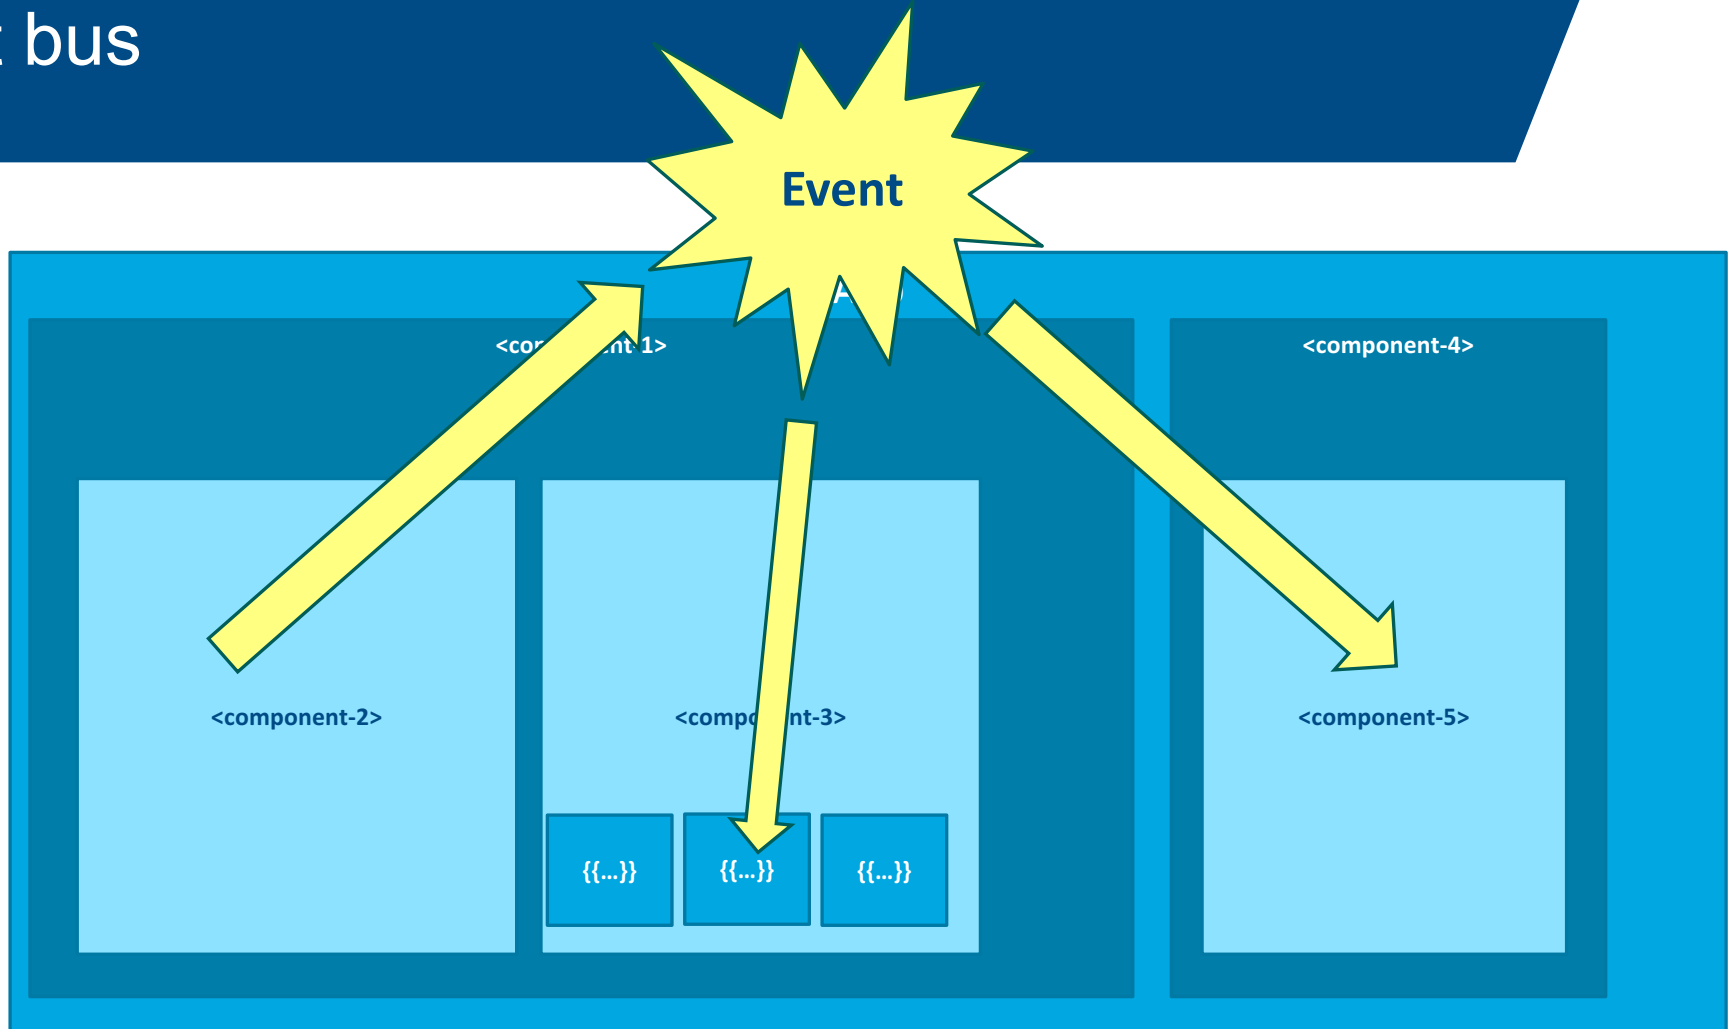 bus
Event
<component-4>
<component-2>
<component-5>
{{...}}
{{...}}
{{...}}